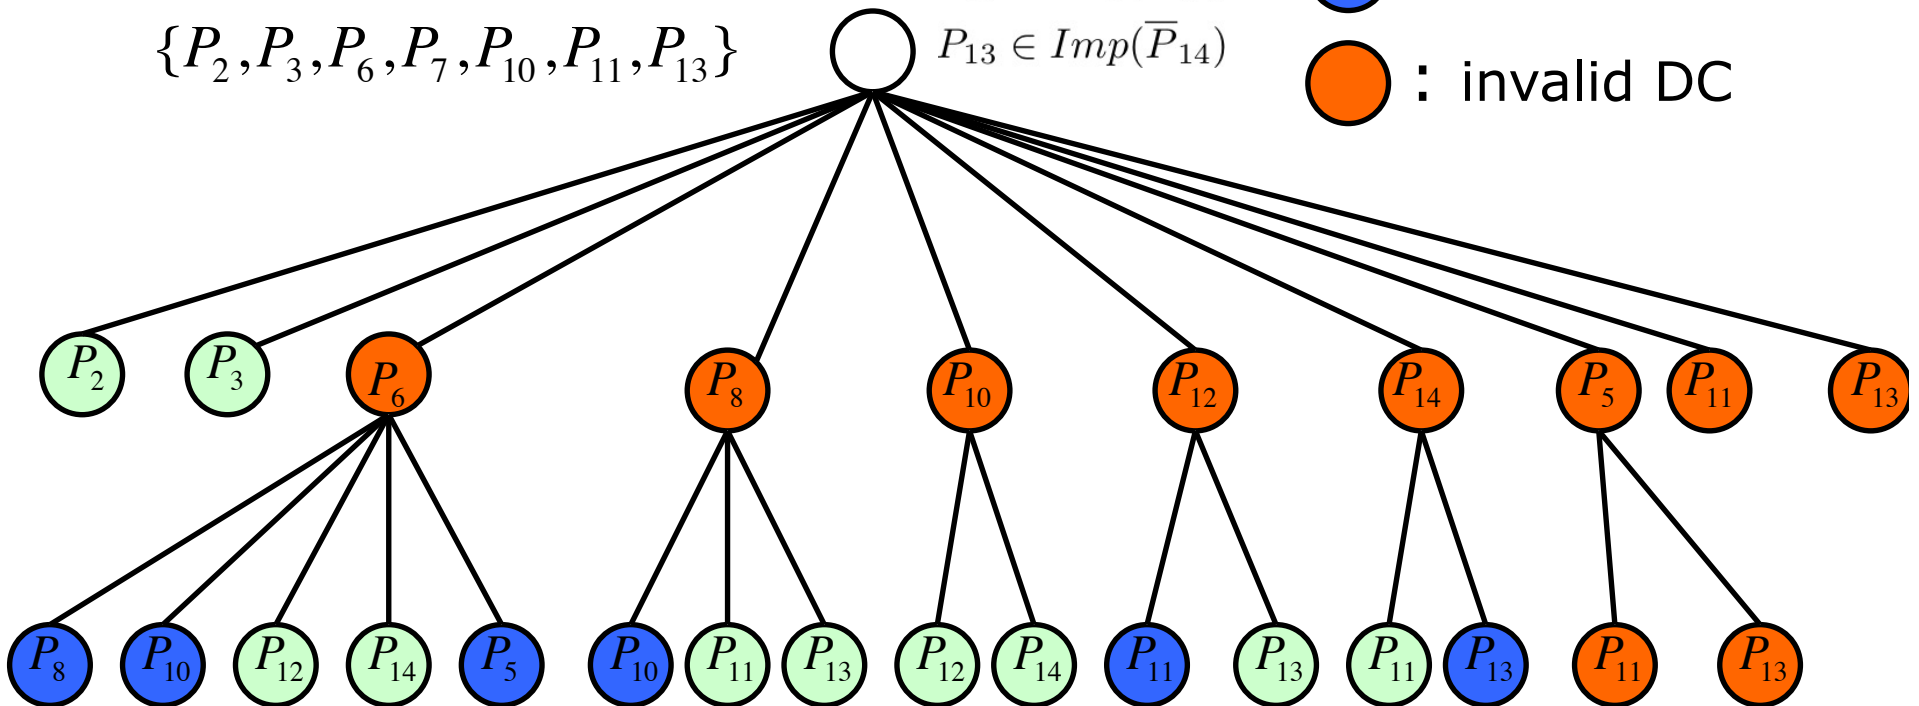 {P₂,P₃,P₆,P₇,P₁₀,P₁₁,P₁₃}
P₁₃ ∈ Imp(P̅₁₄)
: invalid DC
P₂ P₃ P₆ P₈ P₁₀ P₁₂ P₁₄ P₅ P₁₁ P₁₃
P₈ P₁₀ P₁₂ P₁₄ P₅ P₁₀ P₁₁ P₁₃ P₁₂ P₁₄ P₁₁ P₁₃ P₁₁ P₁₃ P₁₁ P₁₃